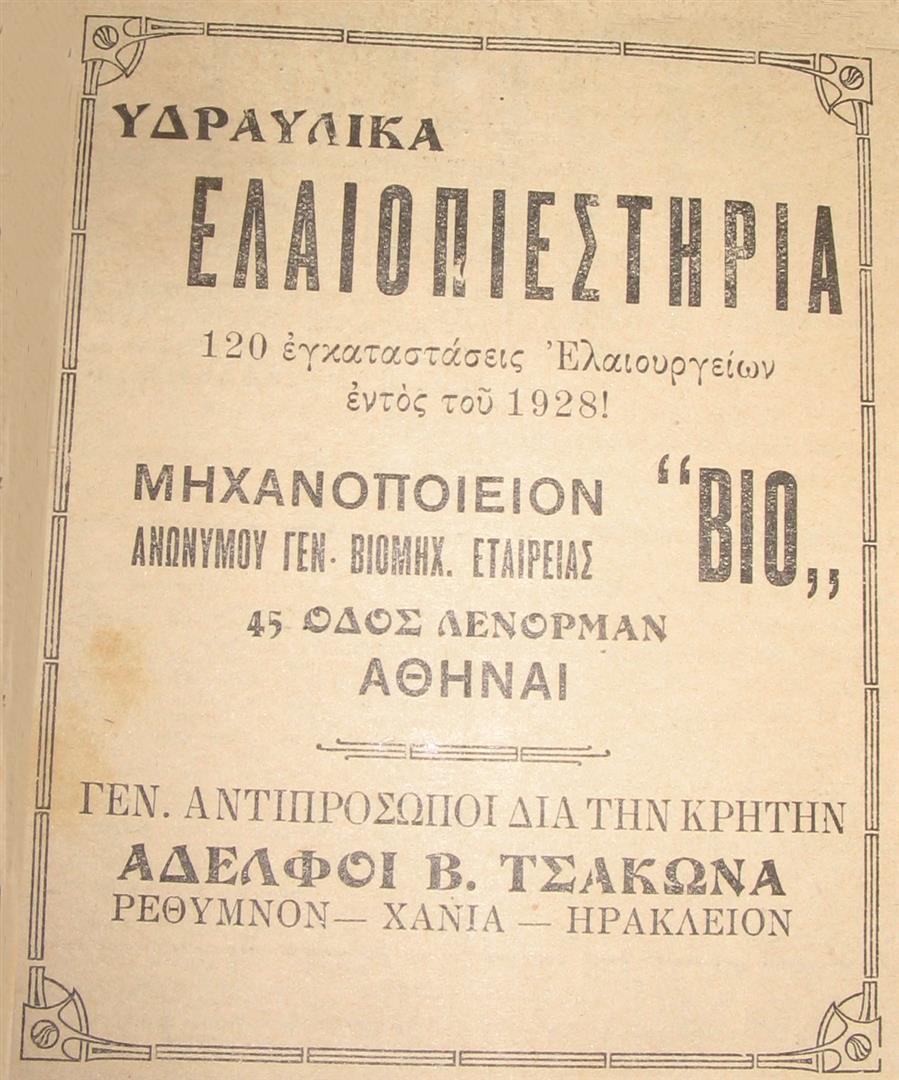 ΥΔΡΑΥΛΙΚΑ
ΕΛΑΙΟΠΙΕΣΤΗΡΙΑ
120 ἐγκαταστάσεις Ἐλαιουργείων
ἐντὸς τοῦ 1928!
ΜΗΧΑΝΟΠΟΙΕΙΟΝ “ΒΙΟ„
ΑΝΩΝΥΜΟΥ ΓΕΝ· ΒΙΟΜΗΧ. ΕΤΑΙΡΕΙΑΣ
45 ΟΔΟΣ ΛΕΝΟΡΜΑΝ
ΑΘΗΝΑΙ
ΓΕΝ. ΑΝΤΙΠΡΟΣΩΠΟΙ ΔΙΑ ΤΗΝ ΚΡΗΤΗΝ
ΑΔΕΛΦΟΙ Β. ΤΣΑΚΩΝΑ
ΡΕΘΥΜΝΟΝ — ΧΑΝΙΑ — ΗΡΑΚΛΕΙΟΝ